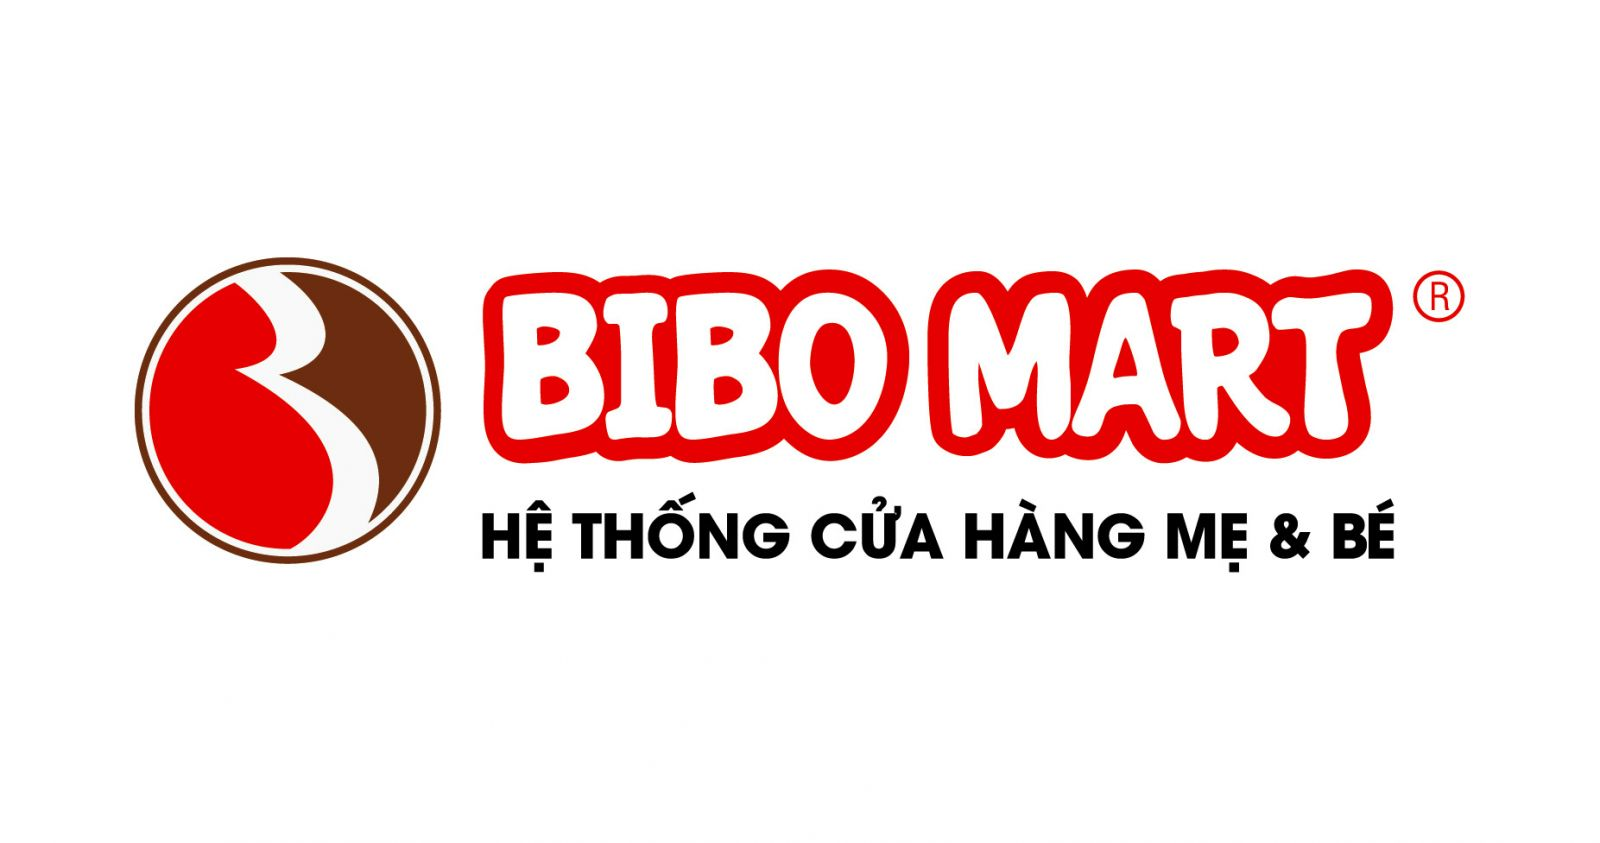 BIBO MART ®
HỆ THỐNG CỬA HÀNG MẸ & BÉ